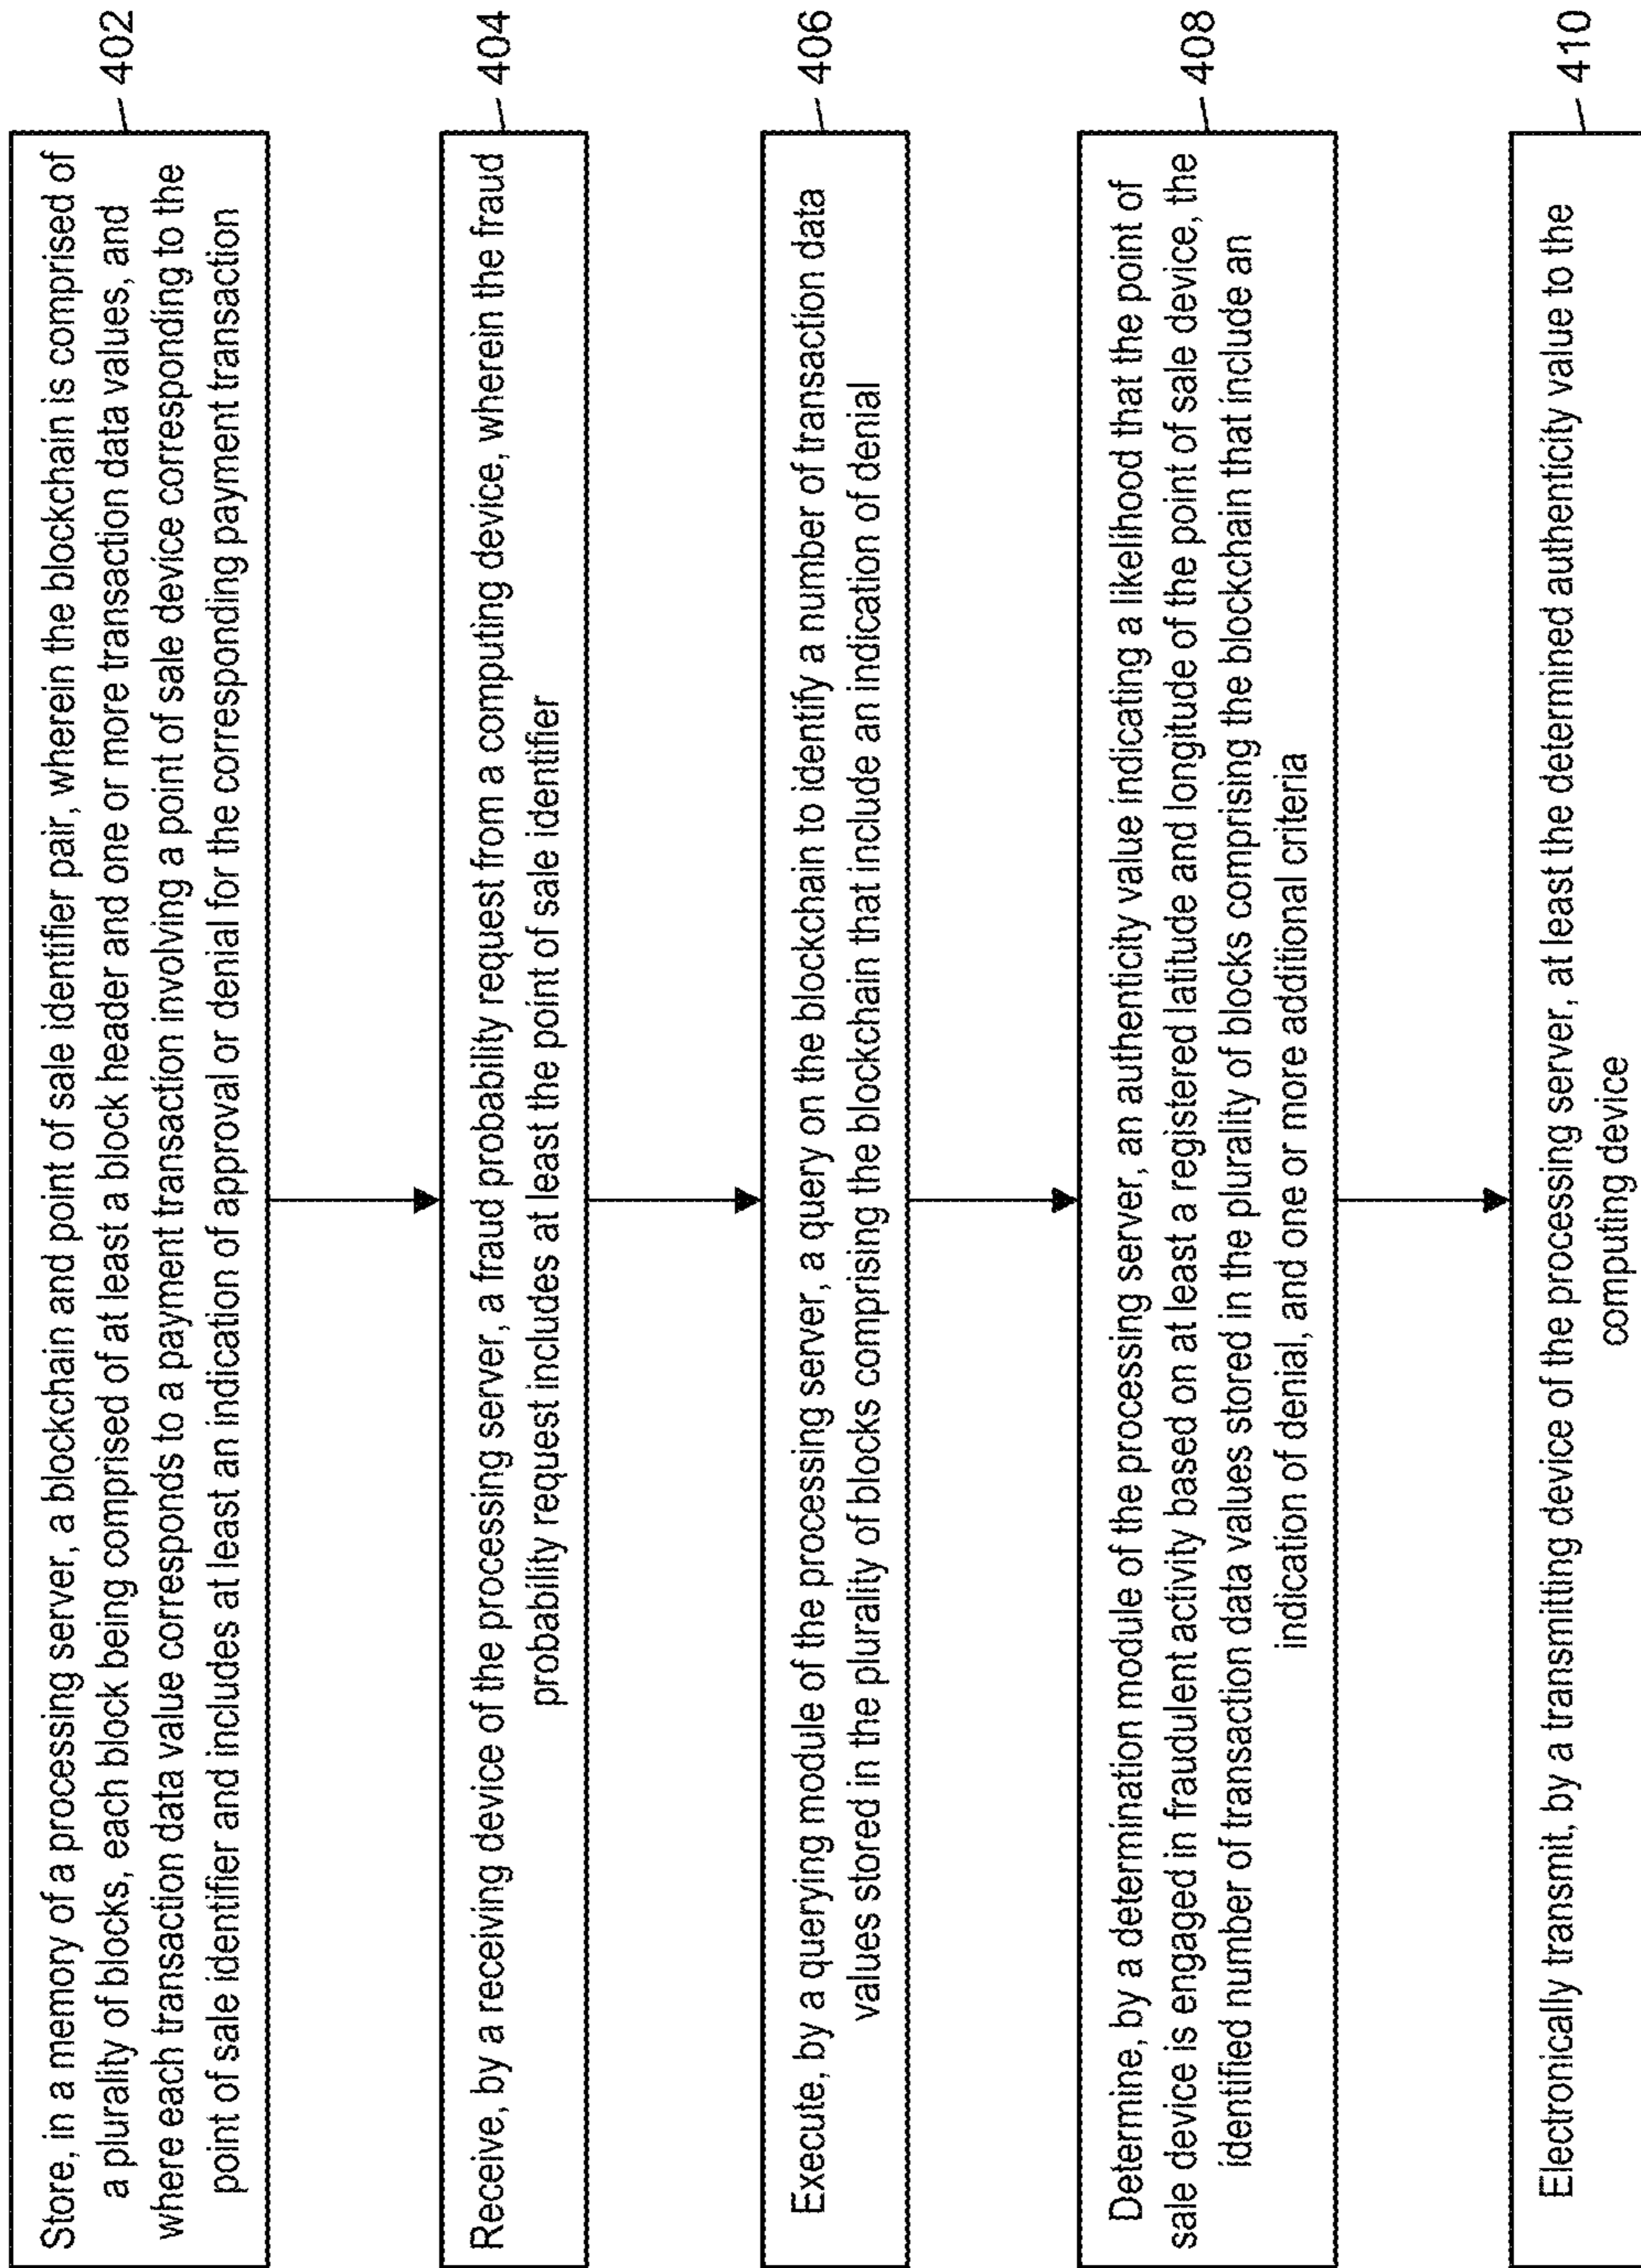 Store, in a memory of a processing server, a blockchain and point of sale identifier pair, wherein the blockchain is comprised of
a plurality of blocks, each block being comprised of at least a block header and one or more transaction data values, and
where each transaction data value corresponds to a payment transaction involving a point of sale device corresponding to the
point of sale identifier and includes at least an indication of approval or denial for the corresponding payment transaction
402
Receive, by a receiving device of the processing server, a fraud probability request from a computing device, wherein the fraud
probability request includes at least the point of sale identifier
404
Execute, by a querying module of the processing server, a query on the blockchain to identify a number of transaction data
values stored in the plurality of blocks comprising the blockchain that include an indication of denial
406
Determine, by a determination module of the processing server, an authenticity value indicating a likelihood that the point of
sale device is engaged in fraudulent activity based on at least a registered latitude and longitude of the point of sale device, the
identified number of transaction data values stored in the plurality of blocks comprising the blockchain that include an
indication of denial, and one or more additional criteria
408
Electronically transmit, by a transmitting device of the processing server, at least the determined authenticity value to the
computing device
410